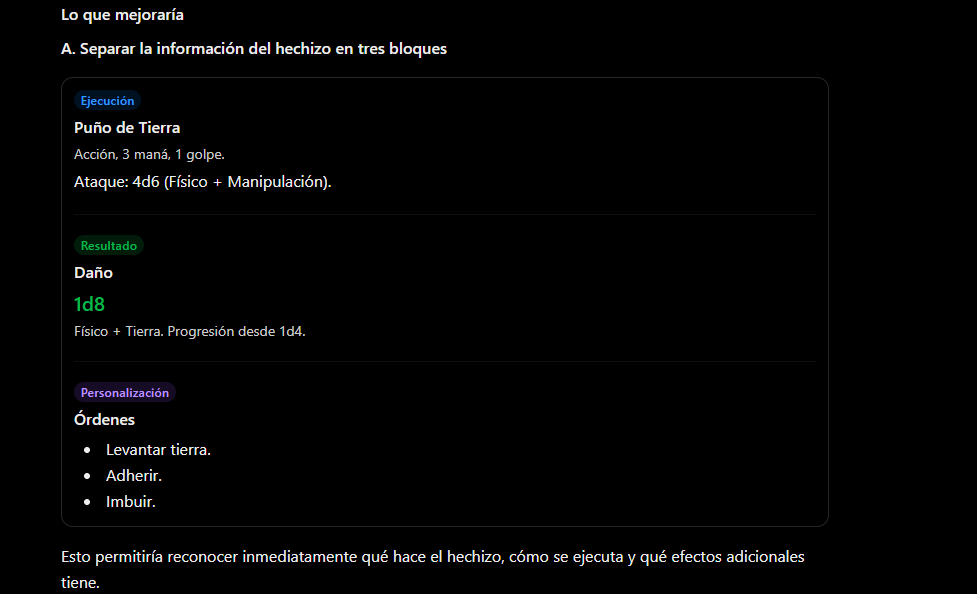 Lo que mejoraría
A. Separar la información del hechizo en tres bloques
Ejecución
Puño de Tierra
Acción, 3 maná, 1 golpe.
Ataque: 4d6 (Físico + Manipulación).
Resultado
Daño
1d8
Físico + Tierra. Progresión desde 1d4.
Personalización
Órdenes
• Levantar tierra.
• Adherir.
• Imbuir.
Esto permitiría reconocer inmediatamente qué hace el hechizo, cómo se ejecuta y qué efectos adicionales
tiene.